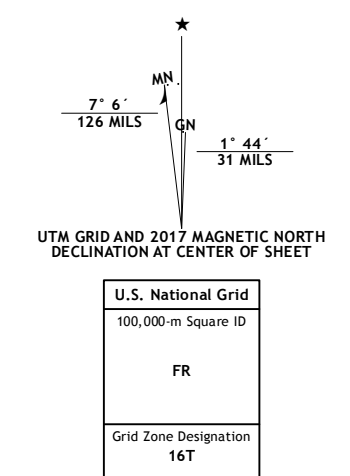 ★
MN
7° 6´
126 MILS
GN
1° 44´
31 MILS
UTM GRID AND 2017 MAGNETIC NORTH
DECLINATION AT CENTER OF SHEET
U.S. National Grid
100,000-m Square ID
FR
Grid Zone Designation
16T